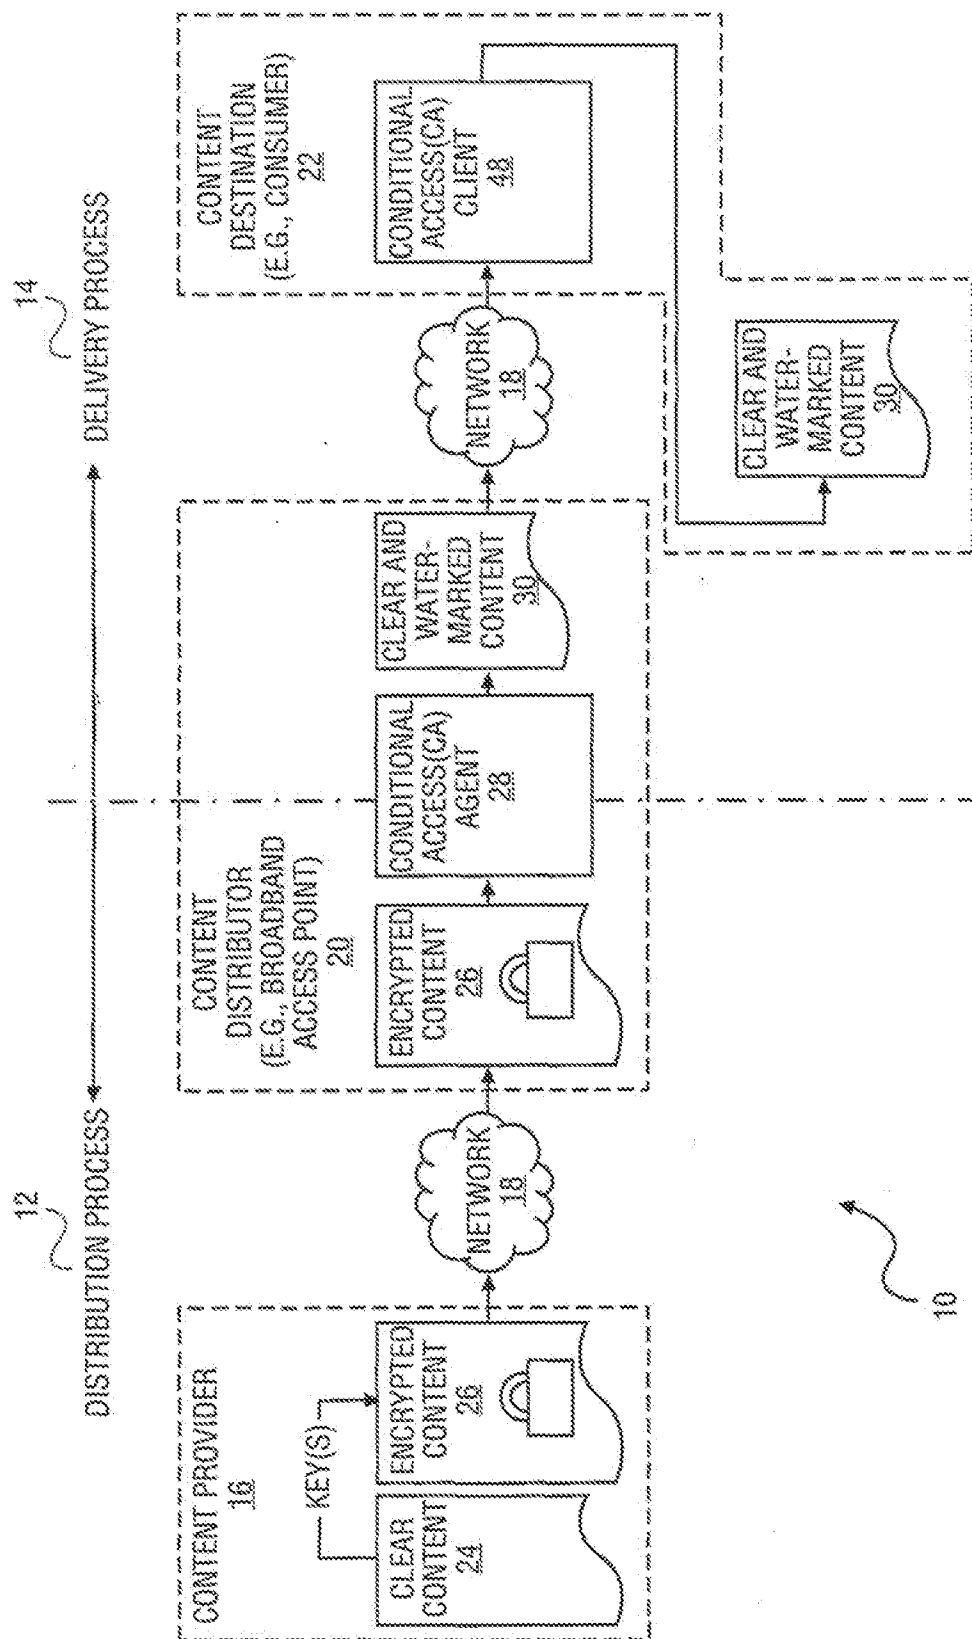 12
DISTRIBUTION PROCESS
14
DELIVERY PROCESS
CONTENT PROVIDER
16
KEY(S)
CLEAR
CONTENT
24
ENCRYPTED
CONTENT
26
NETWORK
18
CONTENT
DISTRIBUTOR
(E.G., BROADBAND
ACCESS POINT)
20
ENCRYPTED
CONTENT
26
CONDITIONAL
ACCESS(CA)
AGENT
28
CLEAR AND
WATER-
MARKED
CONTENT
30
NETWORK
18
CONTENT
DESTINATION
(E.G., CONSUMER)
22
CONDITIONAL
ACCESS(CA)
CLIENT
48
CLEAR AND
WATER-
MARKED
CONTENT
30
10